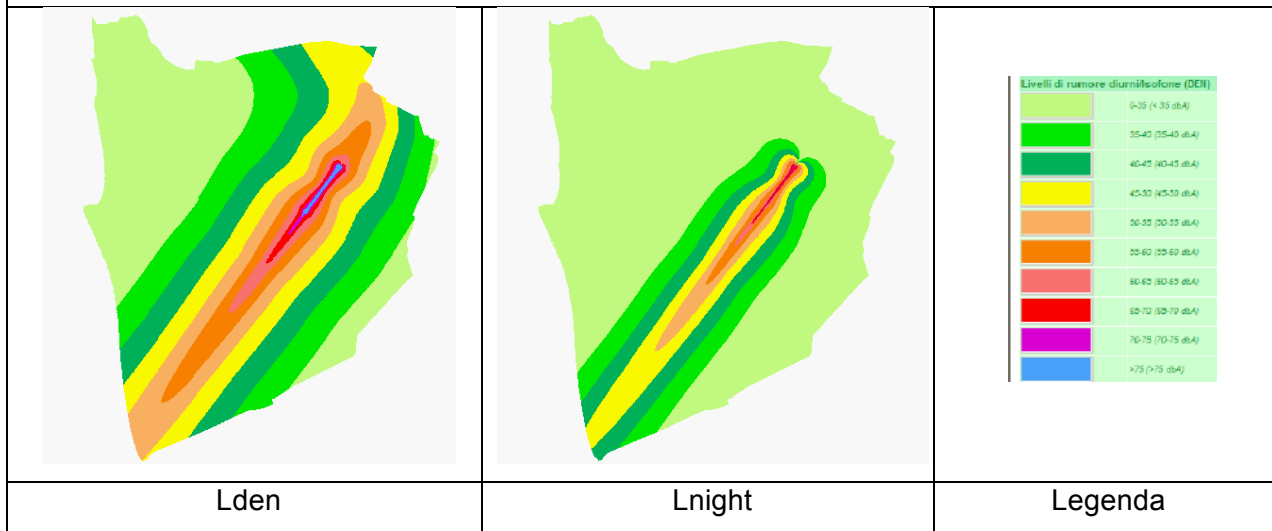 Livelli di rumore diurni/Isofone (DEN)
0-35 (< 35 dbA)
35-40 (35-40 dbA)
40-45 (40-45 dbA)
45-50 (45-50 dbA)
50-55 (50-55 dbA)
55-60 (55-60 dbA)
60-65 (60-65 dbA)
65-70 (65-70 dbA)
70-75 (70-75 dbA)
>75 (>75 dbA)
Lden
Lnight
Legenda